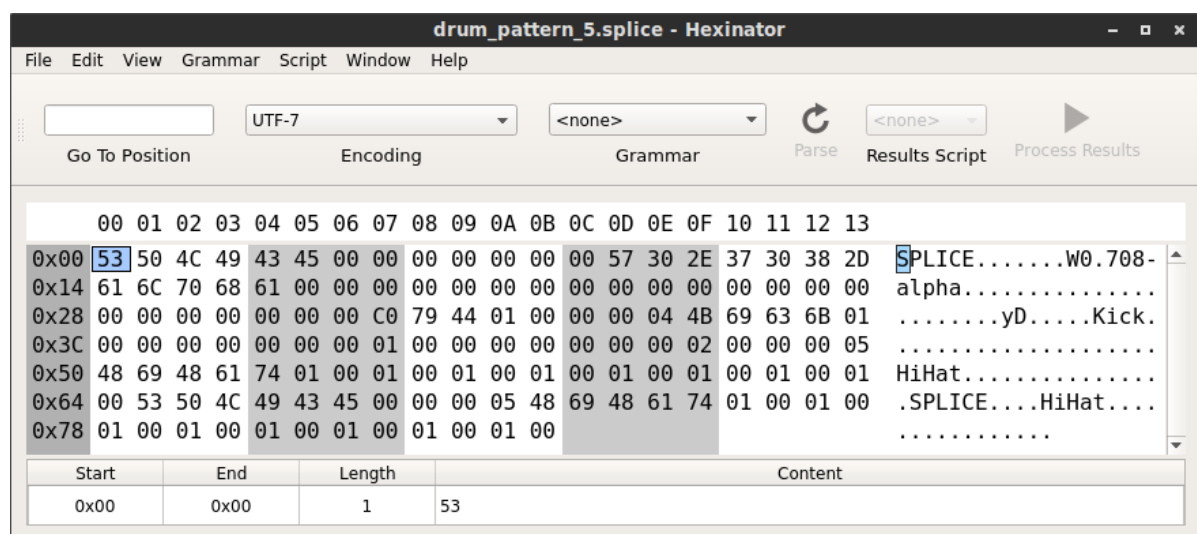 drum_pattern_5.splice - Hexinator
File Edit View Grammar Script Window Help
UTF-7 <none> <none>
Go To Position Encoding Grammar Parse Results Script Process Results
00 01 02 03 04 05 06 07 08 09 0A 0B 0C 0D 0E 0F 10 11 12 13
0x00 53 50 4C 49 43 45 00 00 00 00 00 00 00 57 30 2E 37 30 38 2D SPLICE.......W0.708-
0x14 61 6C 70 68 61 00 00 00 00 00 00 00 00 00 00 00 00 00 00 00 alpha...............
0x28 00 00 00 00 00 00 00 C0 79 44 01 00 00 00 04 4B 69 63 6B 01 ........yD.....Kick.
0x3C 00 00 00 00 00 00 00 01 00 00 00 00 00 00 00 02 00 00 00 05 ....................
0x50 48 69 48 61 74 01 00 01 00 01 00 01 00 01 00 01 00 01 00 01 HiHat...............
0x64 00 53 50 4C 49 43 45 00 00 00 05 48 69 48 61 74 01 00 01 00 .SPLICE....HiHat....
0x78 01 00 01 00 01 00 01 00 01 00 01 00 ............
Start End Length Content
0x00 0x00 1 53